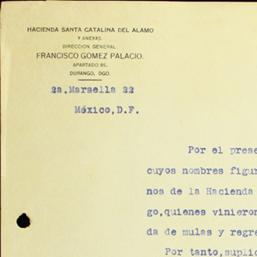 HACIENDA SANTA CATALINA DEL ALAMO
Y ANEXAS.
DIRECCION GENERAL
FRANCISCO GOMEZ PALACIO.
APARTADO 85.
DURANGO, DGO.
2a, Marsella 22
México, D.F.
Por el prese
cuyos nombres figur
nos de la Hacienda
go, quienes vinieron
da de mulas y regre
Por tanto, suplic